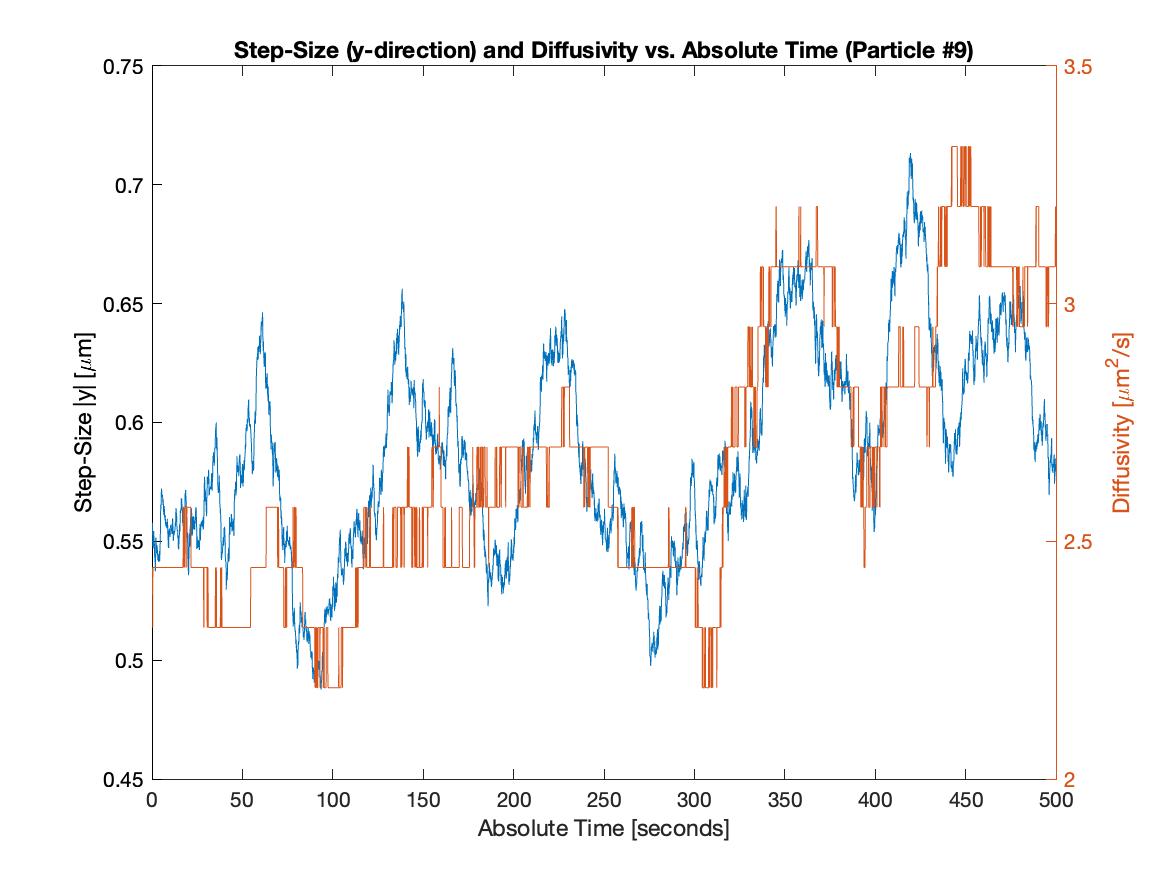 Step-Size (y-direction) and Diffusivity vs. Absolute Time (Particle #9)
0.75
0.7
0.65
0.6
0.55
0.5
0.45
Step-Size |y| [μm]
3.5
3
2.5
2
Diffusivity [μm²/s]
0 50 100 150 200 250 300 350 400 450 500
Absolute Time [seconds]